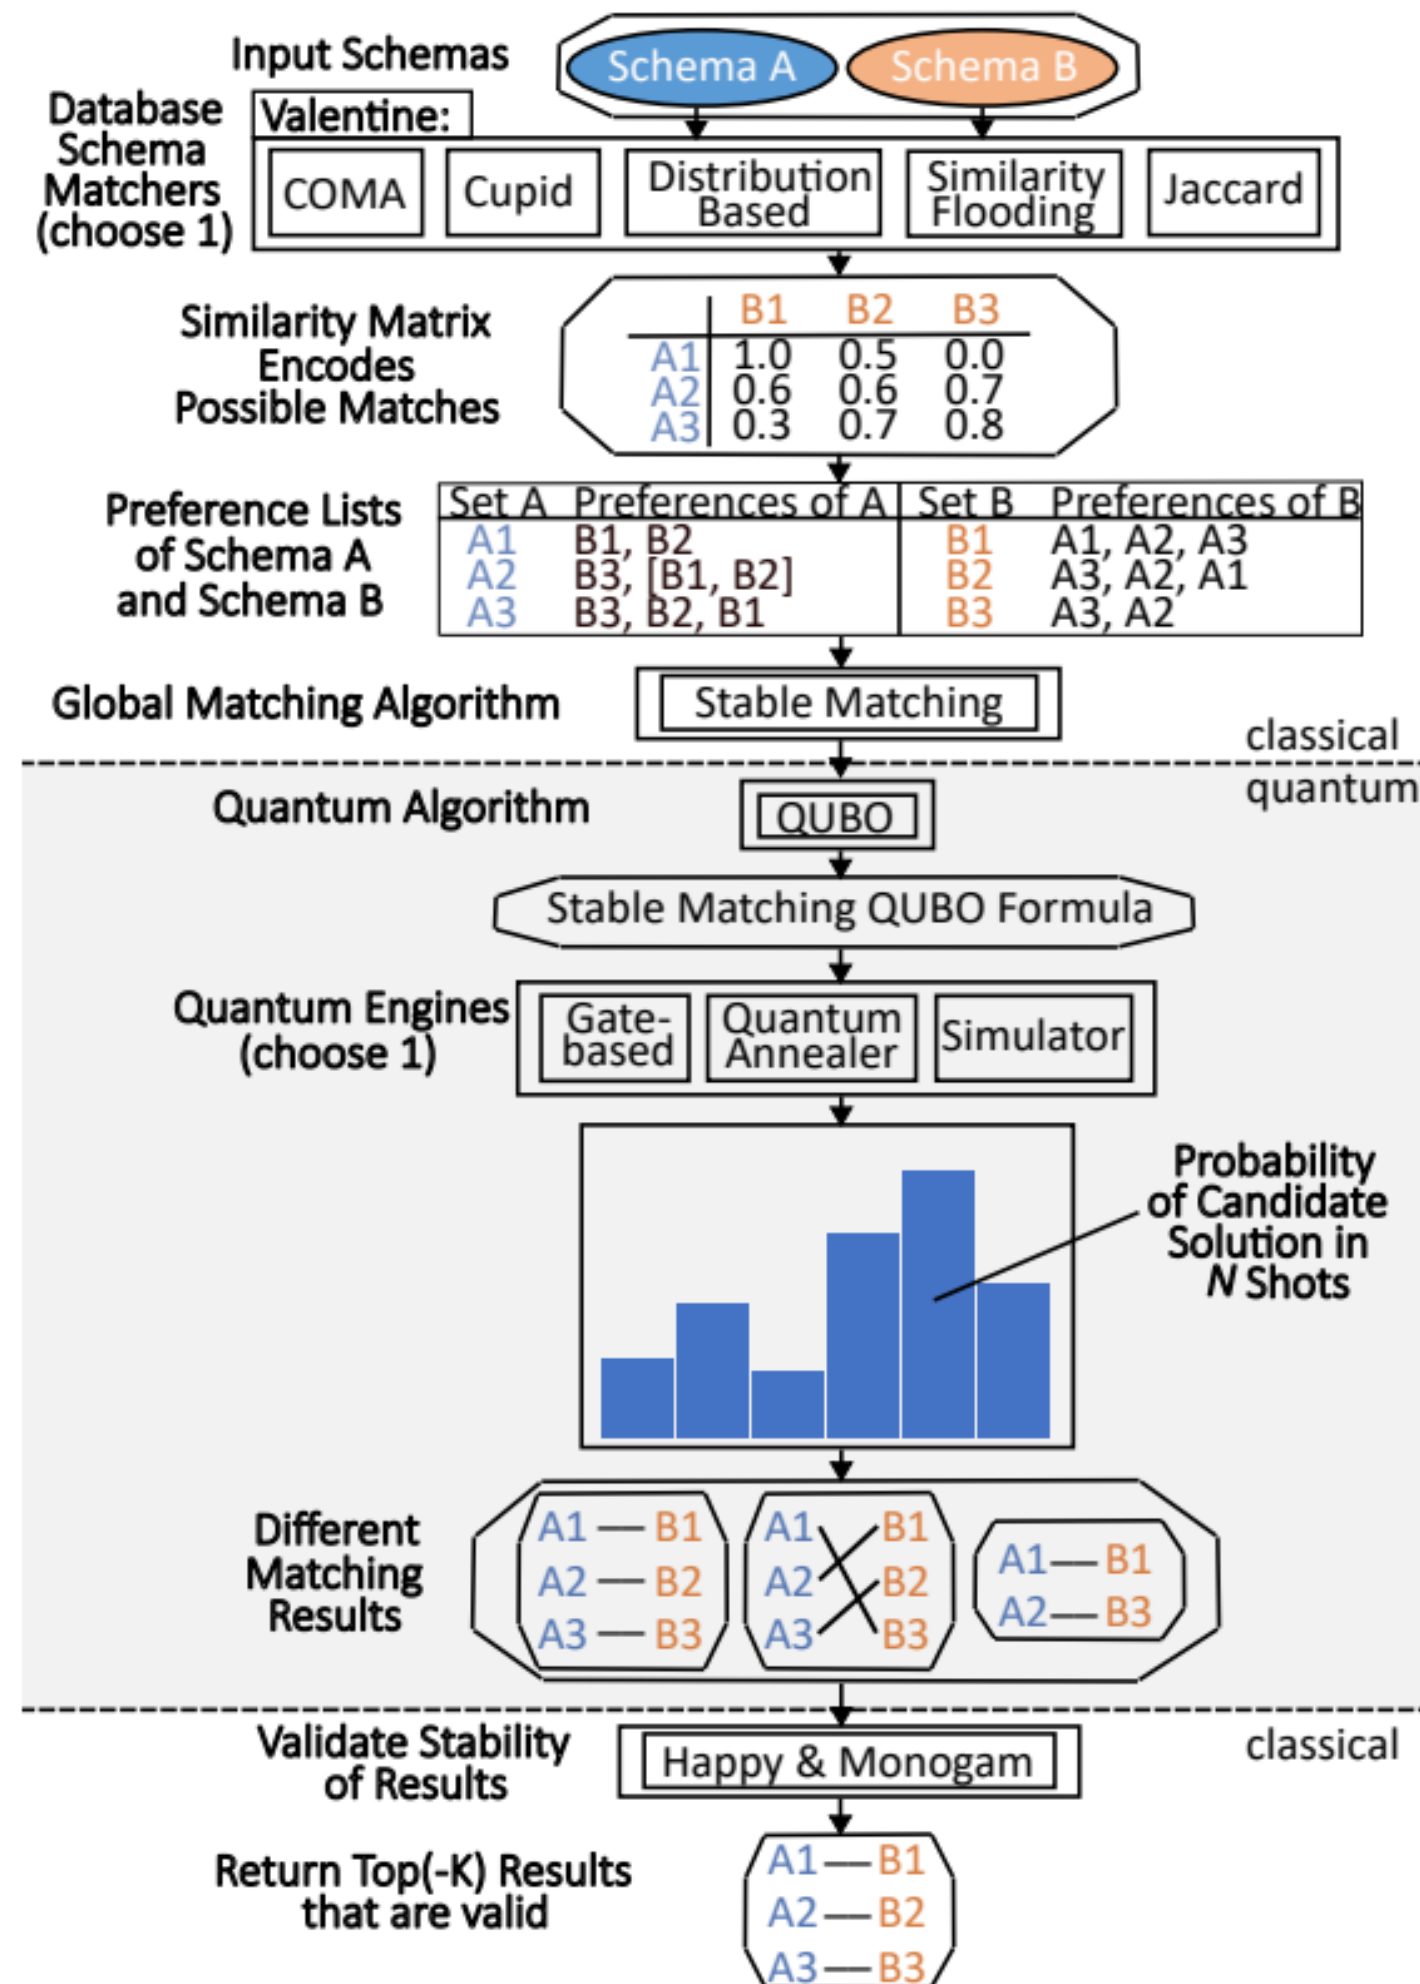 Input Schemas
Schema A
Schema B
Database
Schema
Matchers
(choose 1)
Valentine:
COMA
Cupid
Distribution
Based
Similarity
Flooding
Jaccard
Similarity Matrix
Encodes
Possible Matches
B1 B2 B3
A1 1.0 0.5 0.0
A2 0.6 0.6 0.7
A3 0.3 0.7 0.8
Preference Lists
of Schema A
and Schema B
Set A Preferences of A Set B Preferences of B
A1 B1, B2 B1 A1, A2, A3
A2 B3, [B1, B2] B2 A3, A2, A1
A3 B3, B2, B1 B3 A3, A2
Global Matching Algorithm
Stable Matching
classical
quantum
Quantum Algorithm
QUBO
Stable Matching QUBO Formula
Quantum Engines
(choose 1)
Gate-
based
Quantum
Annealer
Simulator
Probability
of Candidate
Solution in
N Shots
Different
Matching
Results
A1 B1
A2 B2
A3 B3
A1 B1
A2 B2
A3 B3
A1 B1
A2 B3
Validate Stability
of Results
Happy & Monogam
classical
Return Top(-K) Results
that are valid
A1 B1
A2 B2
A3 B3